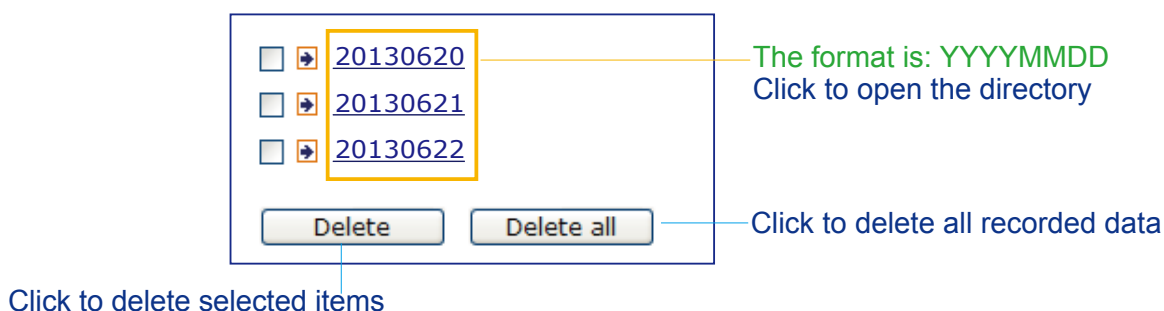 20130620
The format is: YYYYMMDD
Click to open the directory
20130621
20130622
Delete
Delete all
Click to delete all recorded data
Click to delete selected items